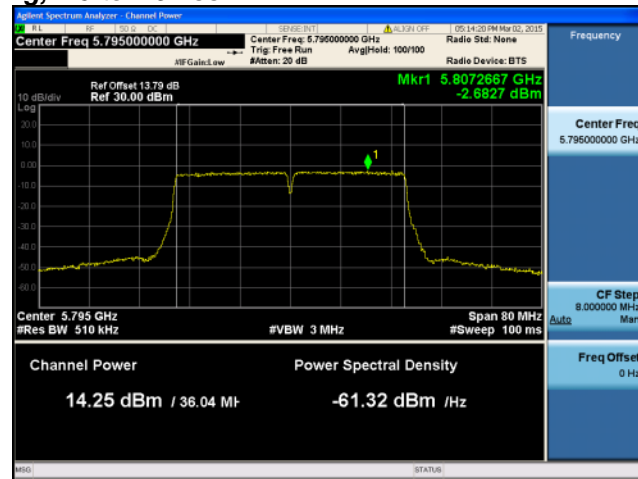 Agilent Spectrum Analyzer - Channel Power
RL RF 50 Ω DC SENSE:INT ALIGN OFF 05:14:20 PM Mar 02, 2015
Center Freq 5.795000000 GHz
Center Freq: 5.795000000 GHz
Radio Std: None
Trig: Free Run Avg|Hold: 100/100
#IFGain:Low #Atten: 20 dB Radio Device: BTS
Frequency
Ref Offset 13.79 dB
10 dB/div Ref 30.00 dBm
Mkr1 5.8072667 GHz
-2.6827 dBm
Log
20.0
10.0
0.00
-10.0
-20.0
-30.0
-40.0
-50.0
-60.0
1
Center 5.795 GHz Span 80 MHz
#Res BW 510 kHz #VBW 3 MHz #Sweep 100 ms
Channel Power Power Spectral Density
14.25 dBm / 36.04 MH -61.32 dBm /Hz
Center Freq
5.795000000 GHz
CF Step
8.000000 MHz
Auto Man
Freq Offset
0 Hz
MSG STATUS